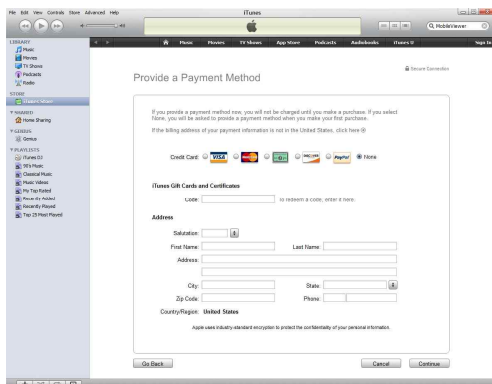 File Edit View Controls Store Advanced Help
iTunes
MobileViewer
LIBRARY
Music
Movies
TV Shows
Podcasts
Radio
STORE
iTunes Store
SHARED
Home Sharing
GENIUS
Genius
PLAYLISTS
iTunes DJ
90's Music
Classical Music
Music Videos
My Top Rated
Recently Added
Recently Played
Top 25 Most Played
Music Movies TV Shows App Store Podcasts Audiobooks iTunes U Sign In
Secure Connection
Provide a Payment Method
If you provide a payment method now, you will not be charged until you make a purchase. If you select
None, you will be asked to provide a payment method when you make your first purchase.
If the billing address of your payment information is not in the United States, click here
Credit Card: VISA MasterCard DISCOVER PayPal None
iTunes Gift Cards and Certificates
Code: To redeem a code, enter it here.
Address
Salutation:
First Name: Last Name:
Address:
City: State:
Zip Code: Phone:
Country/Region: United States
Apple uses industry-standard encryption to protect the confidentiality of your personal information.
Go Back Cancel Continue